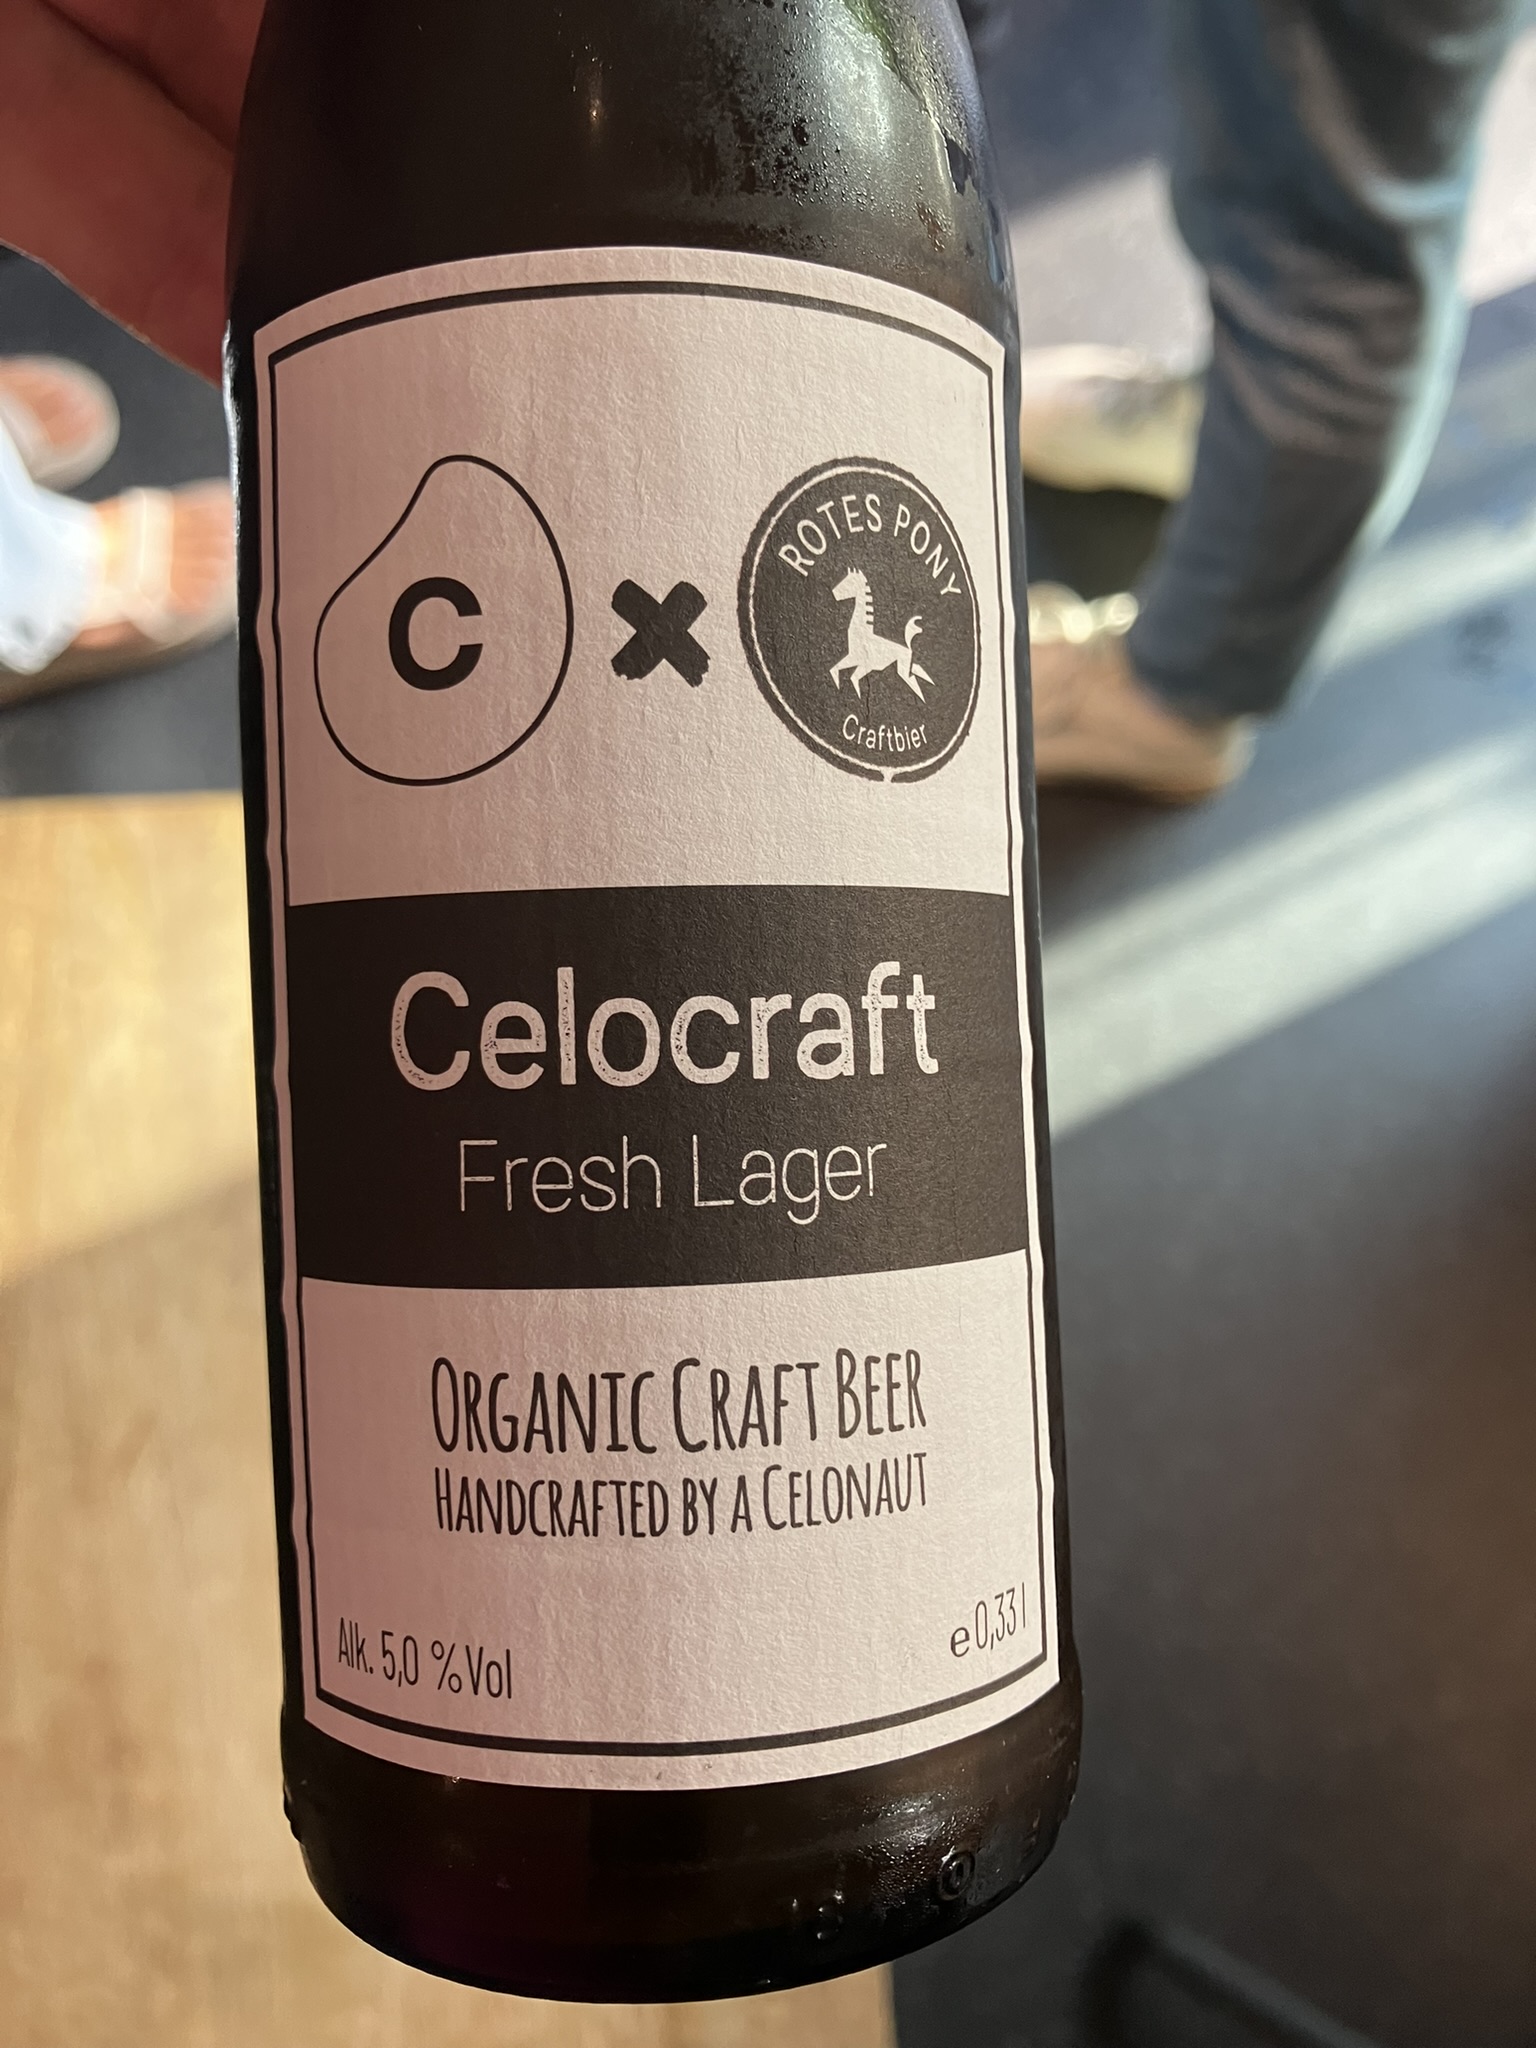 C
ROTES PONY
Craftbier
Celocraft
Fresh Lager
ORGANIC CRAFT BEER
HANDCRAFTED BY A CELONAUT
Alk. 5,0 %Vol
e 0,33 l